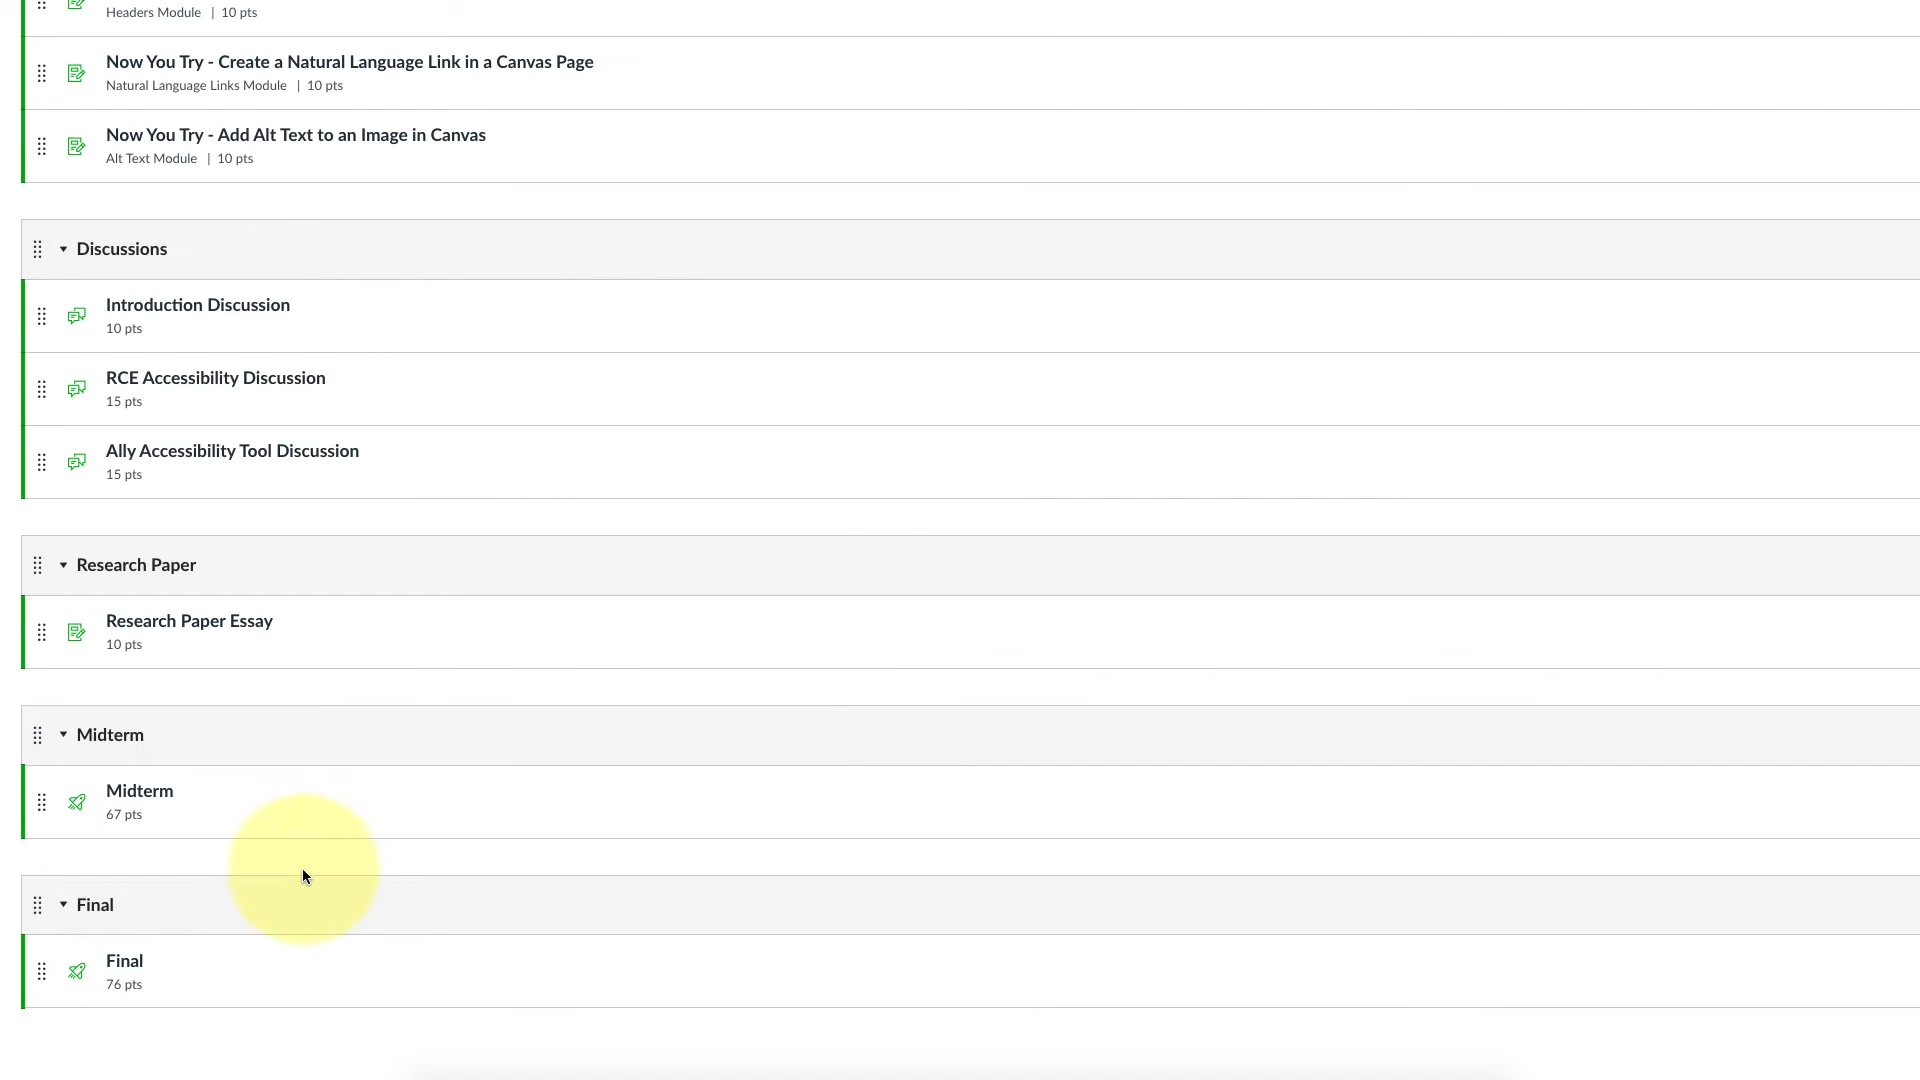 Headers Module | 10 pts
Now You Try - Create a Natural Language Link in a Canvas Page
Natural Language Links Module | 10 pts
Now You Try - Add Alt Text to an Image in Canvas
Alt Text Module | 10 pts
Discussions
Introduction Discussion
10 pts
RCE Accessibility Discussion
15 pts
Ally Accessibility Tool Discussion
15 pts
Research Paper
Research Paper Essay
10 pts
Midterm
Midterm
67 pts
Final
Final
76 pts